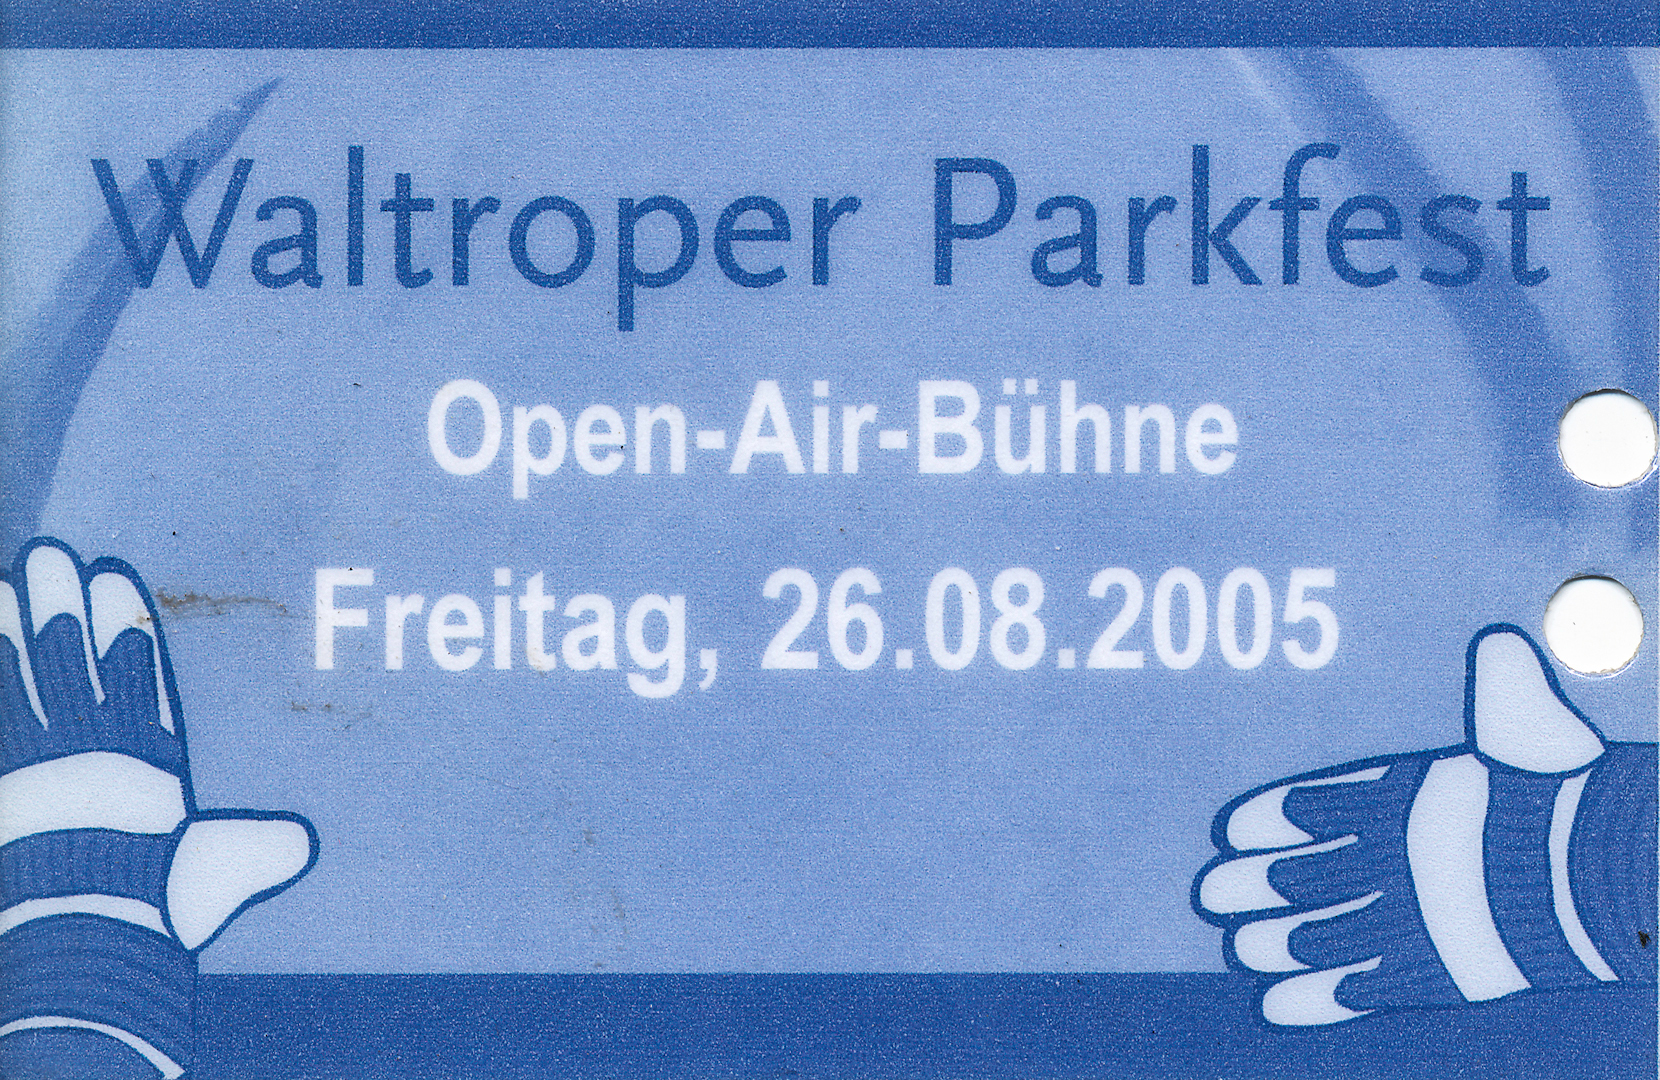 Waltroper Parkfest
Open-Air-Bühne
Freitag, 26.08.2005